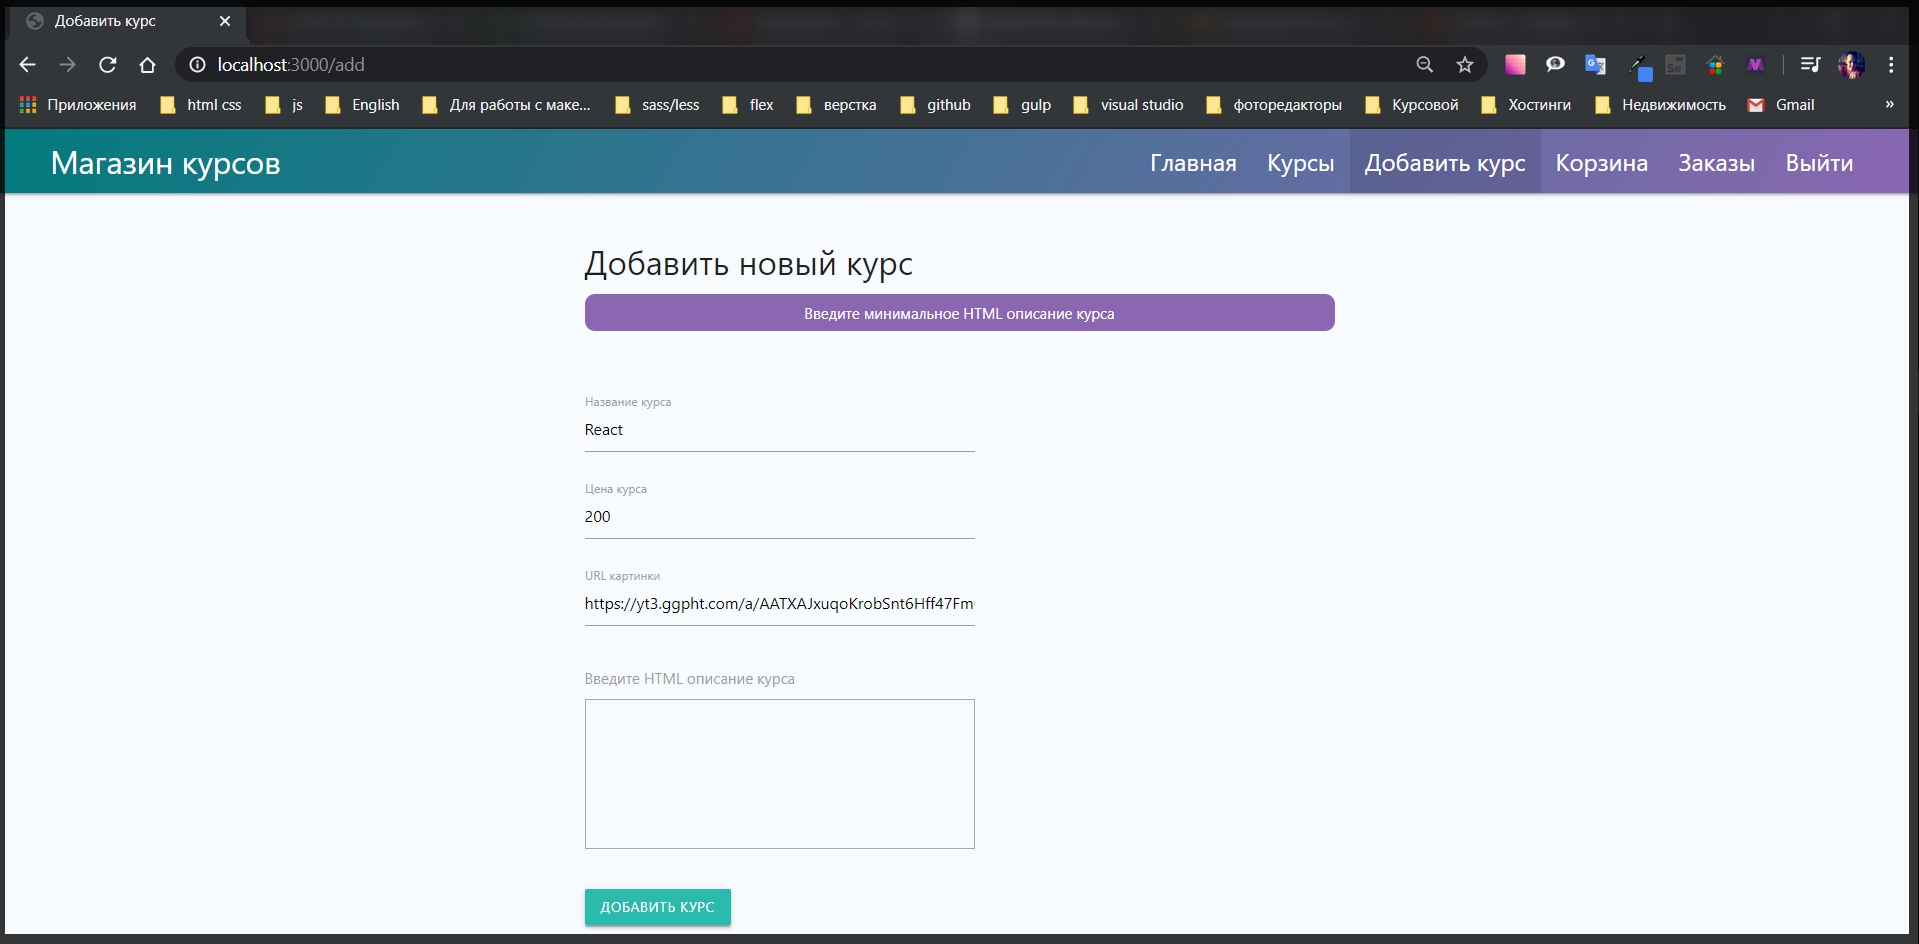 Добавить курс
localhost:3000/add
Приложения html css js English Для работы с маке... sass/less flex верстка github gulp visual studio фоторедакторы Курсовой Хостинги Недвижимость Gmail »
Магазин курсов Главная Курсы Добавить курс Корзина Заказы Выйти
Добавить новый курс
Введите минимальное HTML описание курса
Название курса
React
Цена курса
200
URL картинки
https://yt3.ggpht.com/a/AATXAJxuqoKrobSnt6Hff47Fm
Введите HTML описание курса
ДОБАВИТЬ КУРС